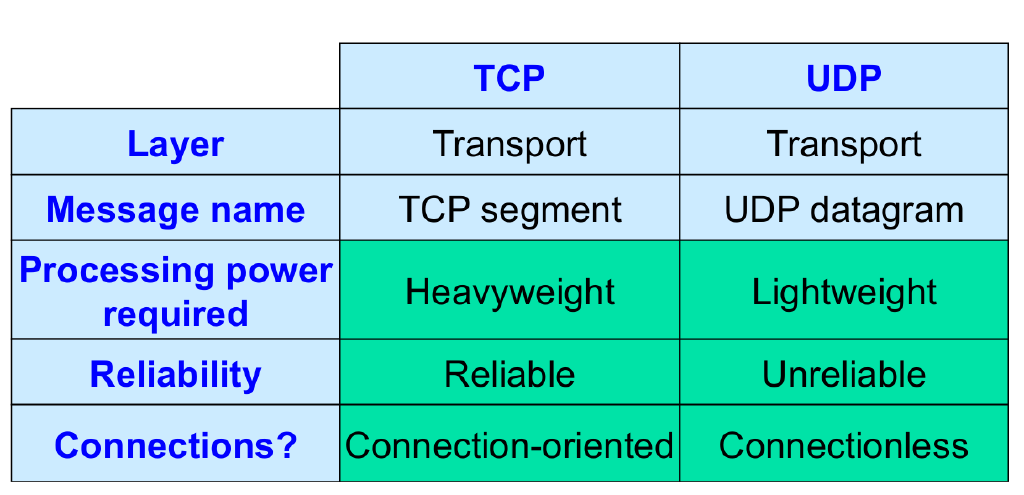 TCP UDP
Layer Transport Transport
Message name TCP segment UDP datagram
Processing power
required Heavyweight Lightweight
Reliability Reliable Unreliable
Connections? Connection-oriented Connectionless